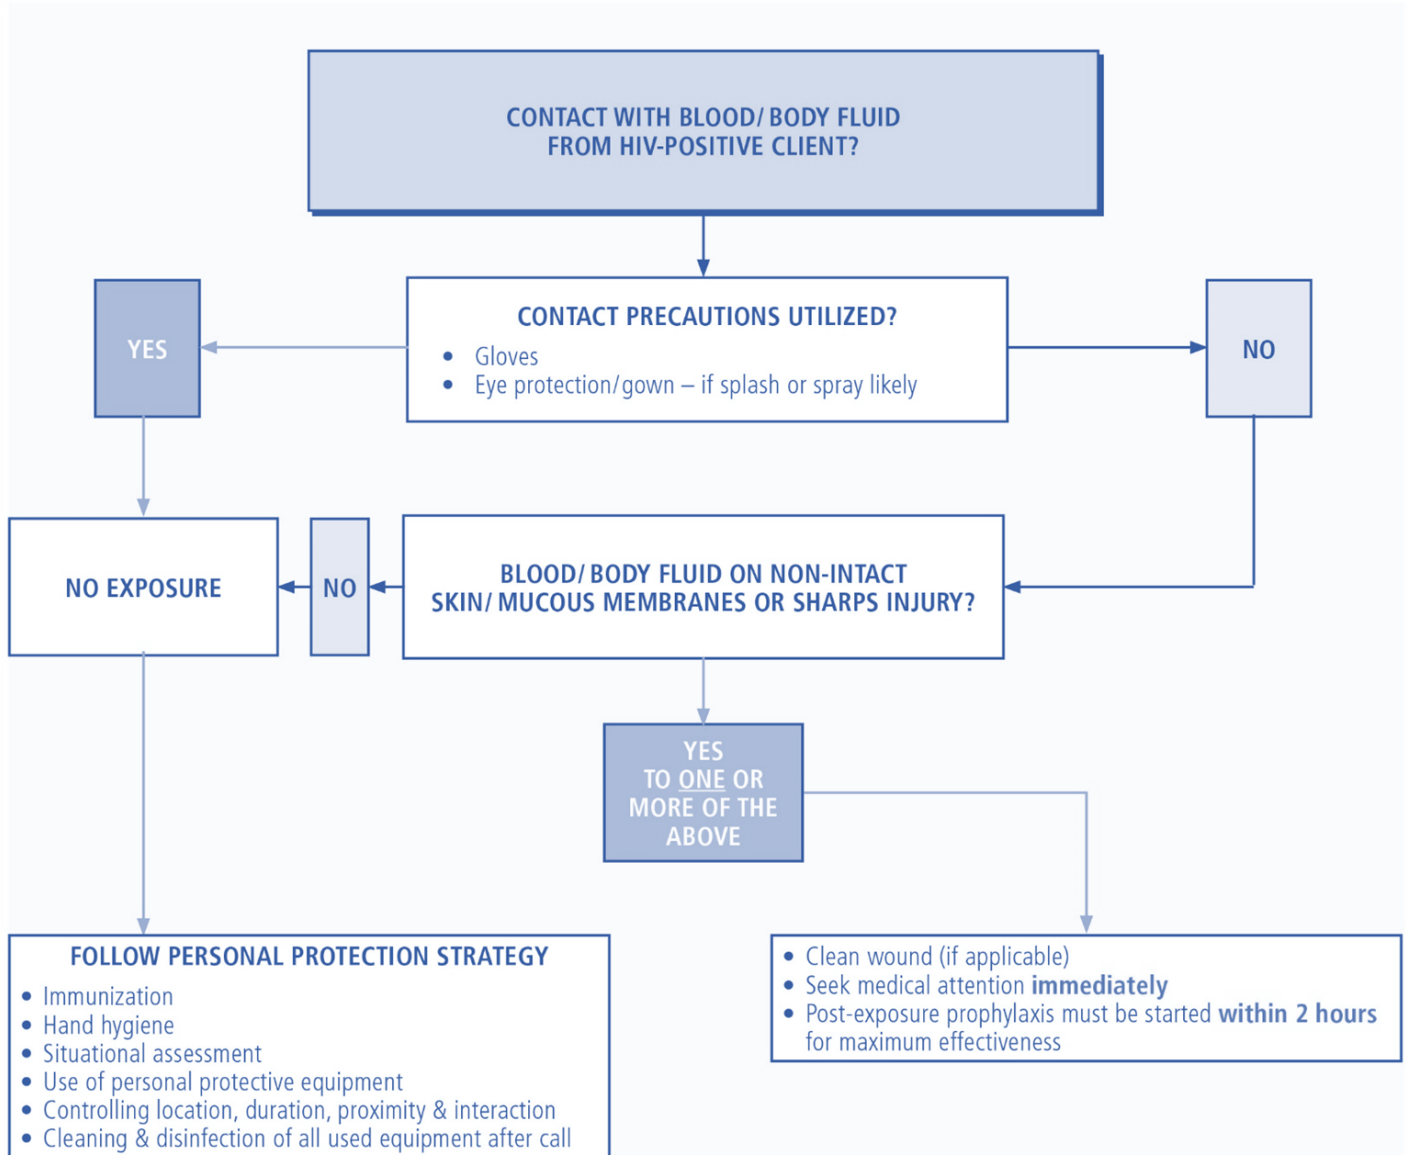 CONTACT WITH BLOOD/ BODY FLUID
FROM HIV-POSITIVE CLIENT?
YES
CONTACT PRECAUTIONS UTILIZED?
• Gloves
• Eye protection/gown – if splash or spray likely
NO
NO EXPOSURE
NO
BLOOD/ BODY FLUID ON NON-INTACT
SKIN/ MUCOUS MEMBRANES OR SHARPS INJURY?
YES
TO ONE OR
MORE OF THE
ABOVE
FOLLOW PERSONAL PROTECTION STRATEGY
• Immunization
• Hand hygiene
• Situational assessment
• Use of personal protective equipment
• Controlling location, duration, proximity & interaction
• Cleaning & disinfection of all used equipment after call
• Clean wound (if applicable)
• Seek medical attention immediately
• Post-exposure prophylaxis must be started within 2 hours
for maximum effectiveness